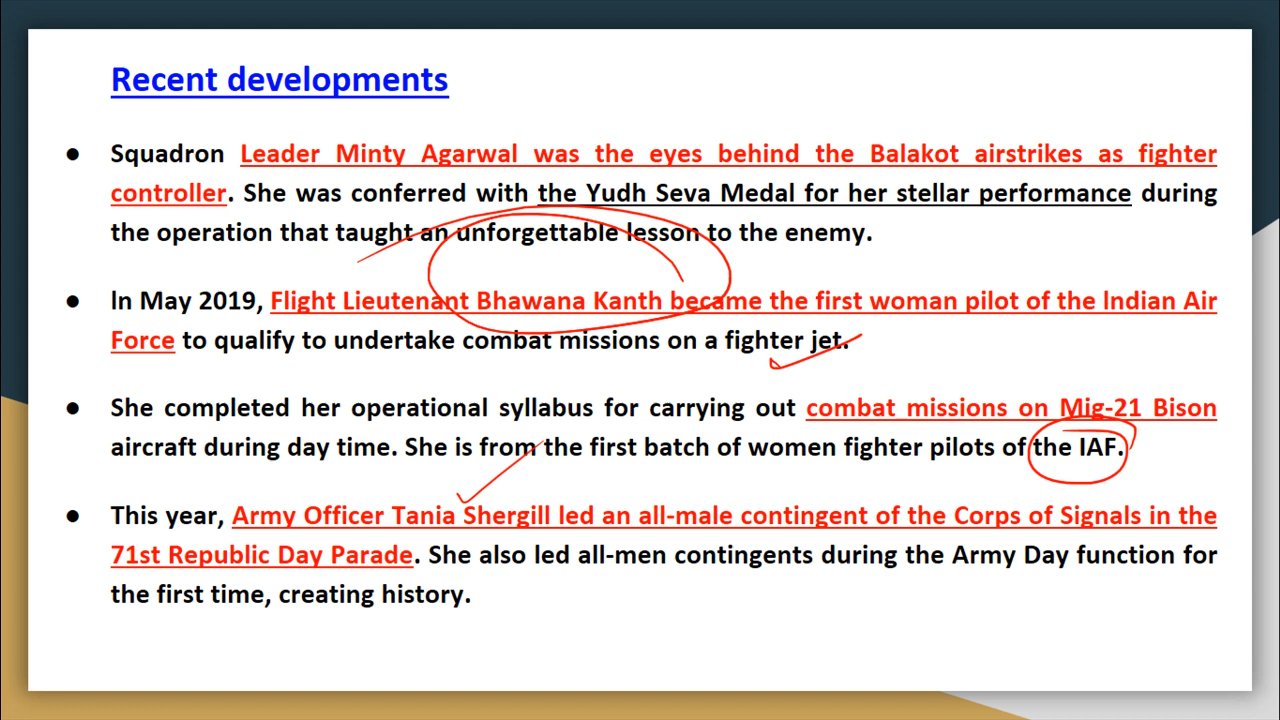 Recent developments
● Squadron Leader Minty Agarwal was the eyes behind the Balakot airstrikes as fighter
controller. She was conferred with the Yudh Seva Medal for her stellar performance during
the operation that taught an unforgettable lesson to the enemy.
● In May 2019, Flight Lieutenant Bhawana Kanth became the first woman pilot of the Indian Air
Force to qualify to undertake combat missions on a fighter jet.
● She completed her operational syllabus for carrying out combat missions on Mig-21 Bison
aircraft during day time. She is from the first batch of women fighter pilots of the IAF.
● This year, Army Officer Tania Shergill led an all-male contingent of the Corps of Signals in the
71st Republic Day Parade. She also led all-men contingents during the Army Day function for
the first time, creating history.